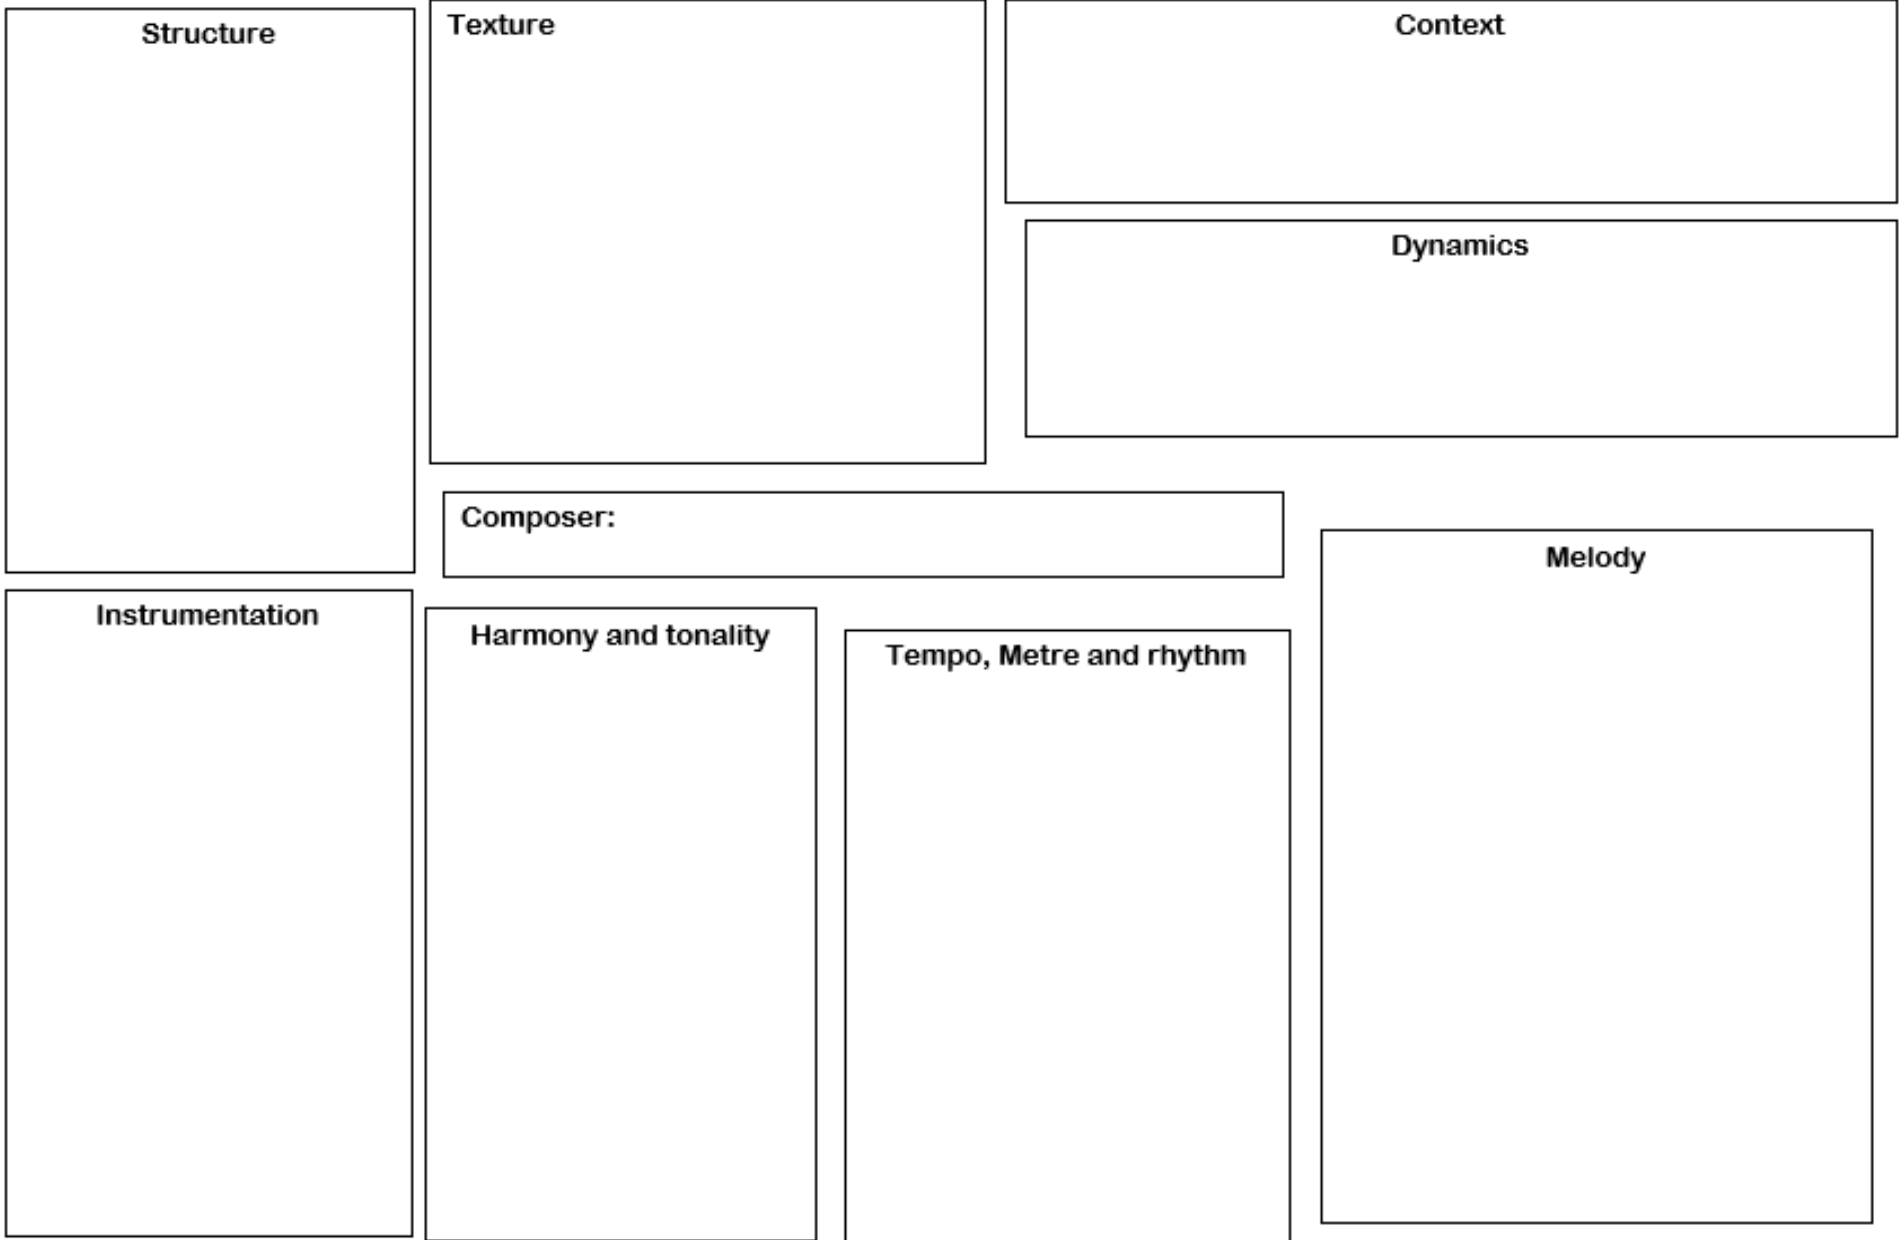 Structure
Texture
Context
Dynamics
Composer:
Melody
Instrumentation
Harmony and tonality
Tempo, Metre and rhythm